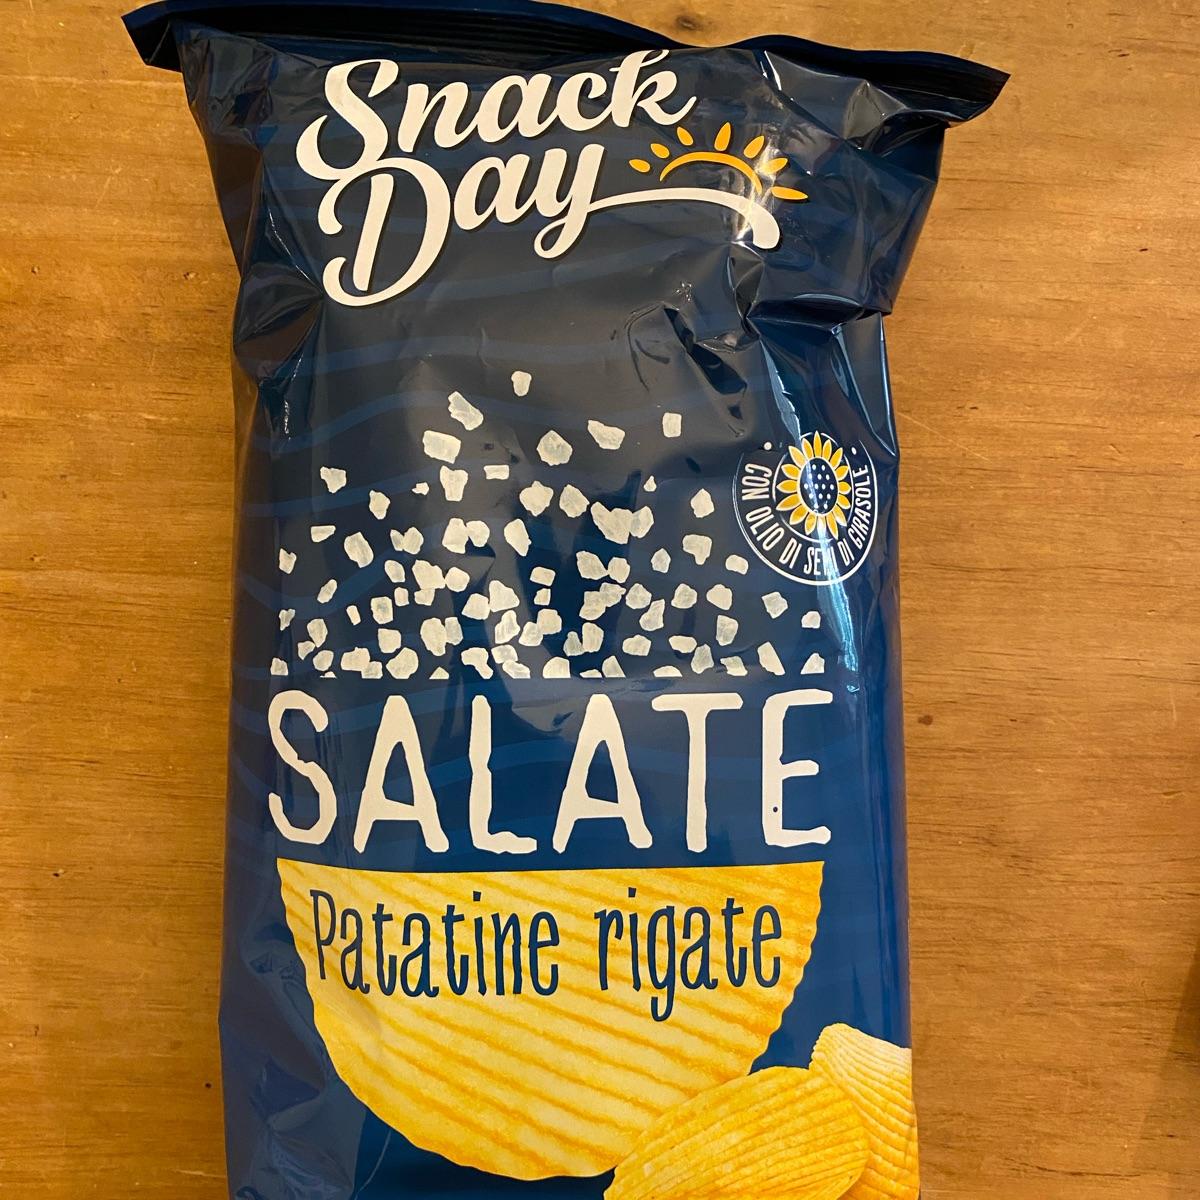 Snack
Day
CON OLIO DI SEMI DI GIRASOLE
SALATE
Patatine rigate